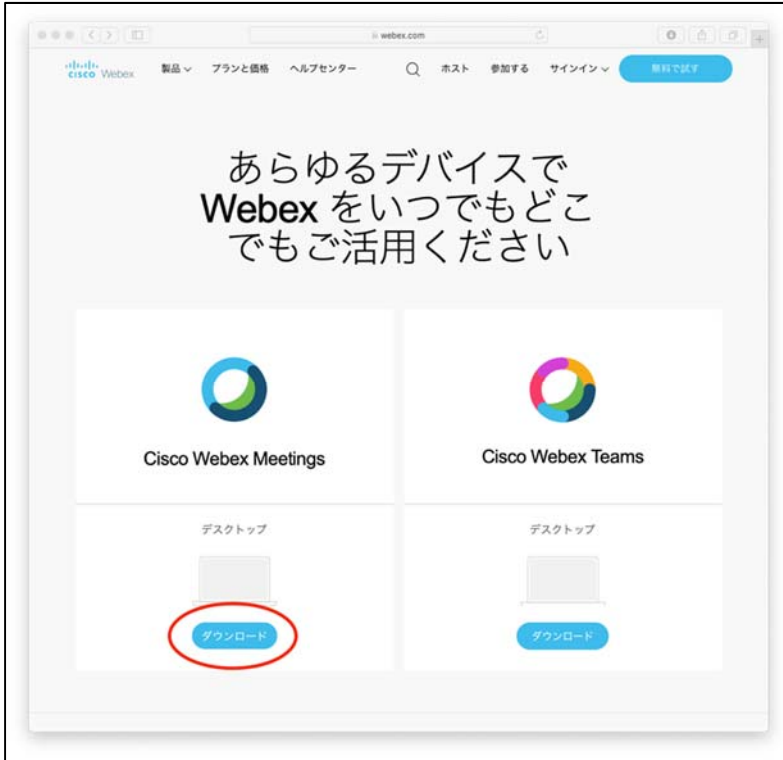 webex.com
cisco Webex 製品 プランと価格 ヘルプセンター ホスト 参加する サインイン 無料で試す
あらゆるデバイスで
Webex をいつでもどこ
でもご活用ください
Cisco Webex Meetings Cisco Webex Teams
デスクトップ デスクトップ
ダウンロード ダウンロード